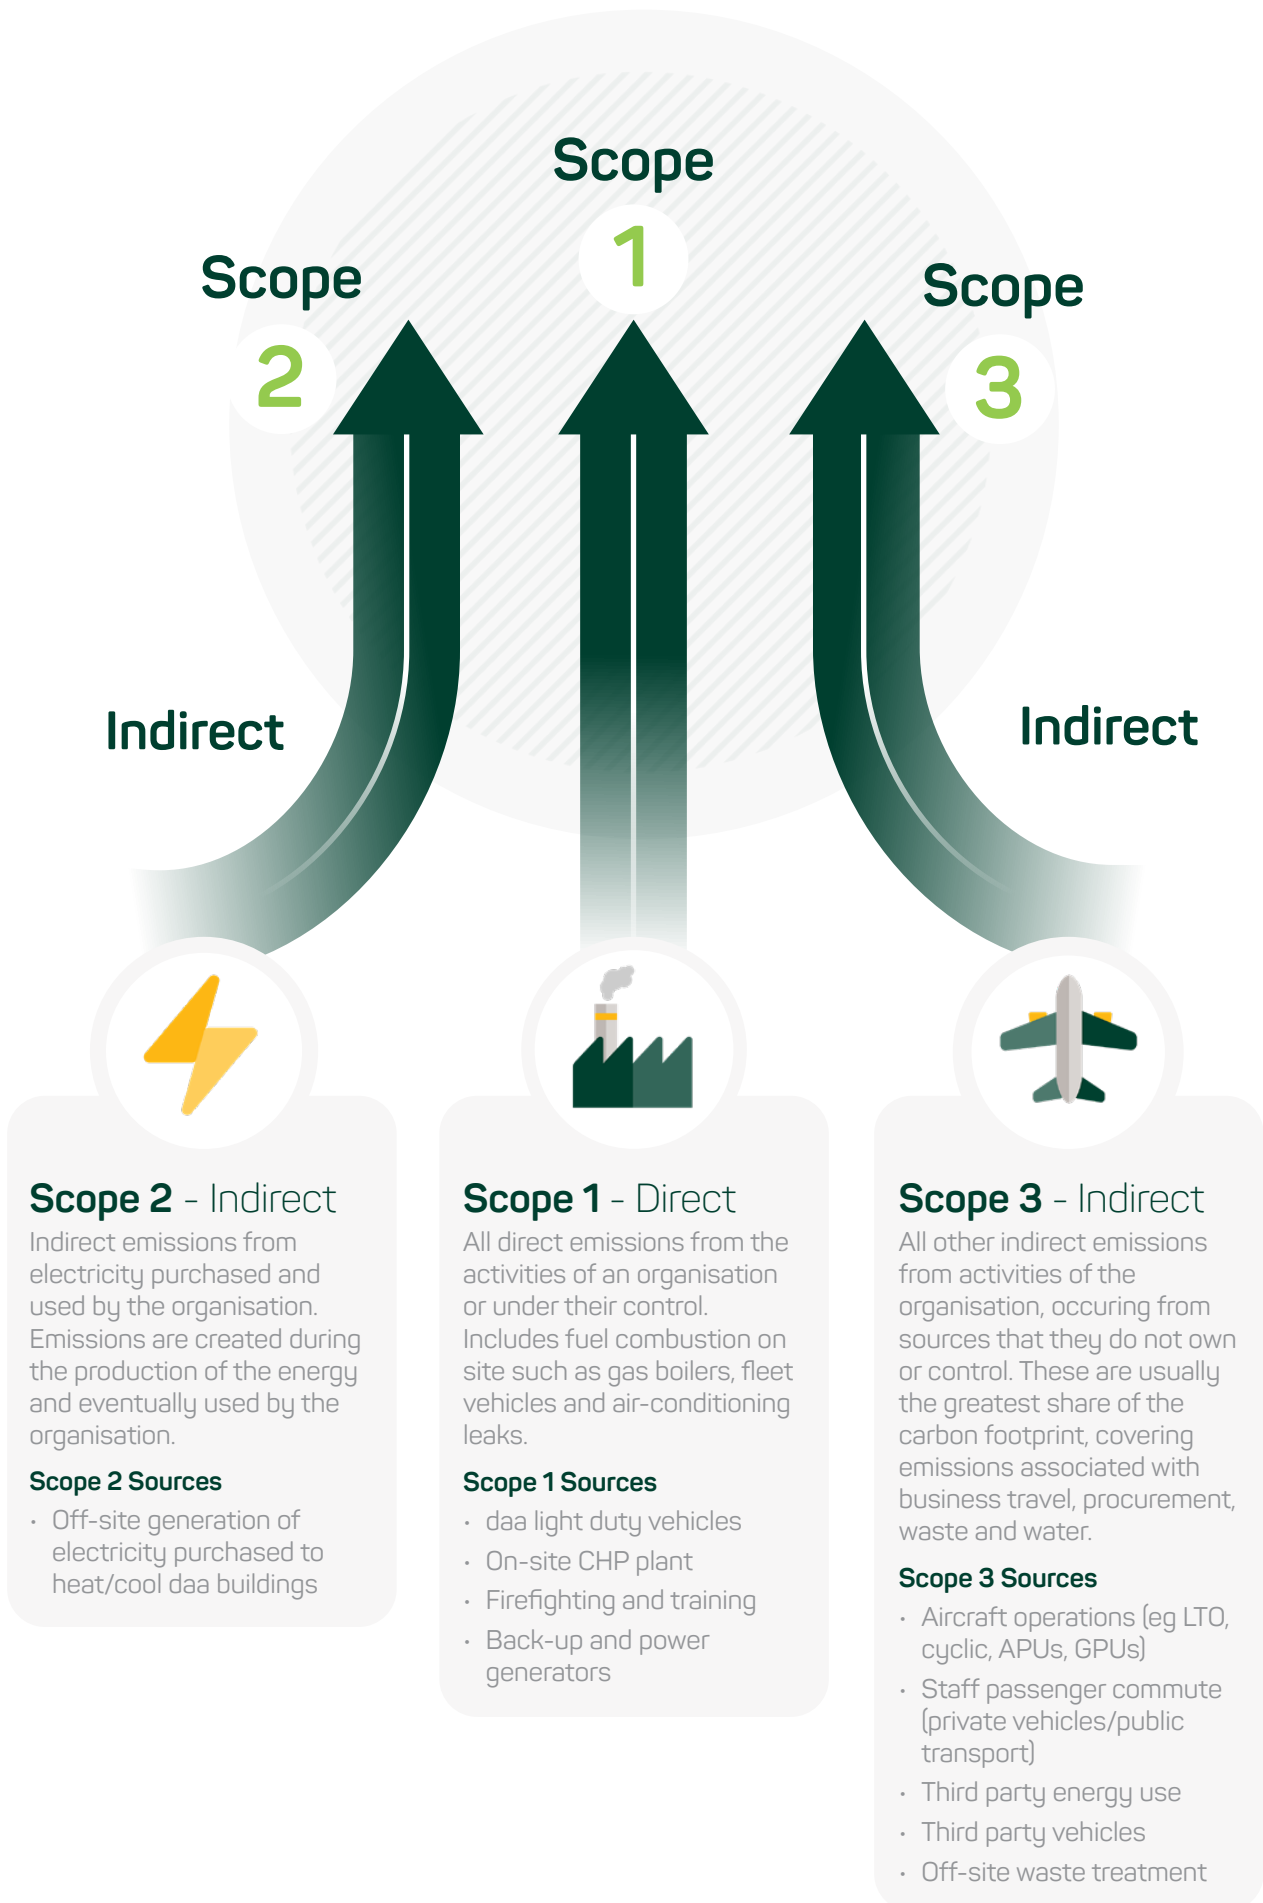 Scope
1
Scope
2
Scope
3
Indirect
Indirect
Scope 2 - Indirect
Indirect emissions from
electricity purchased and
used by the organisation.
Emissions are created during
the production of the energy
and eventually used by the
organisation.
Scope 2 Sources
• Off-site generation of
electricity purchased to
heat/cool daa buildings
Scope 1 - Direct
All direct emissions from the
activities of an organisation
or under their control.
Includes fuel combustion on
site such as gas boilers, fleet
vehicles and air-conditioning
leaks.
Scope 1 Sources
• daa light duty vehicles
• On-site CHP plant
• Firefighting and training
• Back-up and power
generators
Scope 3 - Indirect
All other indirect emissions
from activities of the
organisation, occuring from
sources that they do not own
or control. These are usually
the greatest share of the
carbon footprint, covering
emissions associated with
business travel, procurement,
waste and water.
Scope 3 Sources
• Aircraft operations (eg LTO,
cyclic, APUs, GPUs)
• Staff passenger commute
(private vehicles/public
transport)
• Third party energy use
• Third party vehicles
• Off-site waste treatment